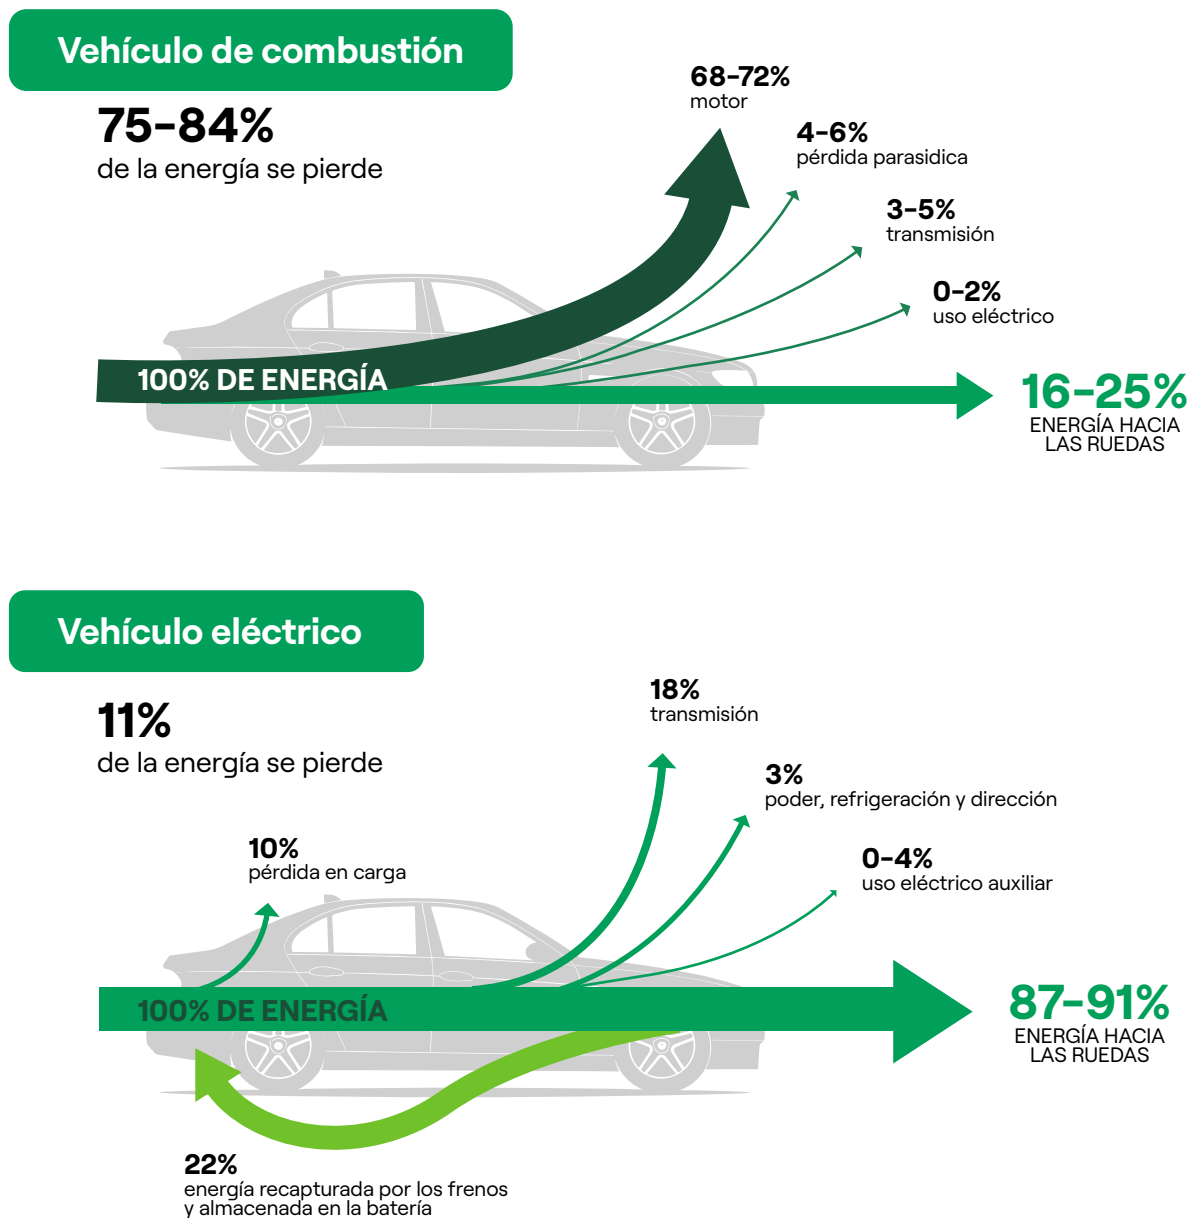 Vehículo de combustión
75-84%
de la energía se pierde
68-72%
motor
4-6%
pérdida parasidica
3-5%
transmisión
0-2%
uso eléctrico
100% DE ENERGÍA
16-25%
ENERGÍA HACIA
LAS RUEDAS
Vehículo eléctrico
11%
de la energía se pierde
18%
transmisión
3%
poder, refrigeración y dirección
10%
pérdida en carga
0-4%
uso eléctrico auxiliar
100% DE ENERGÍA
87-91%
ENERGÍA HACIA
LAS RUEDAS
22%
energía recapturada por los frenos
y almacenada en la batería